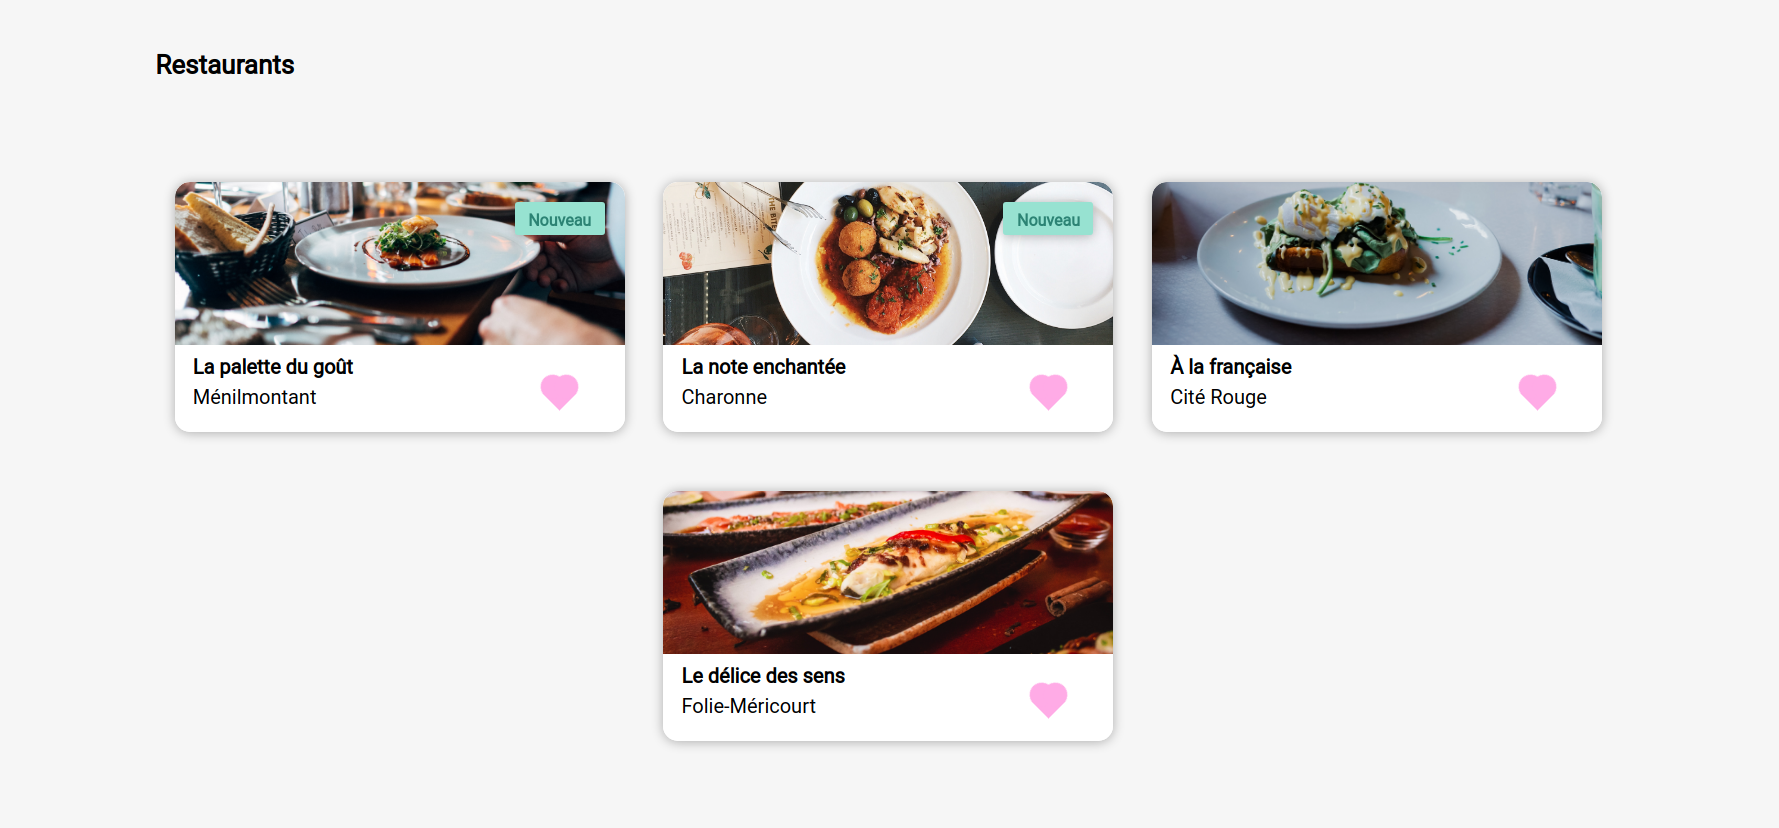 Restaurants
Nouveau
La palette du goût
Ménilmontant
Nouveau
La note enchantée
Charonne
À la française
Cité Rouge
Le délice des sens
Folie-Méricourt